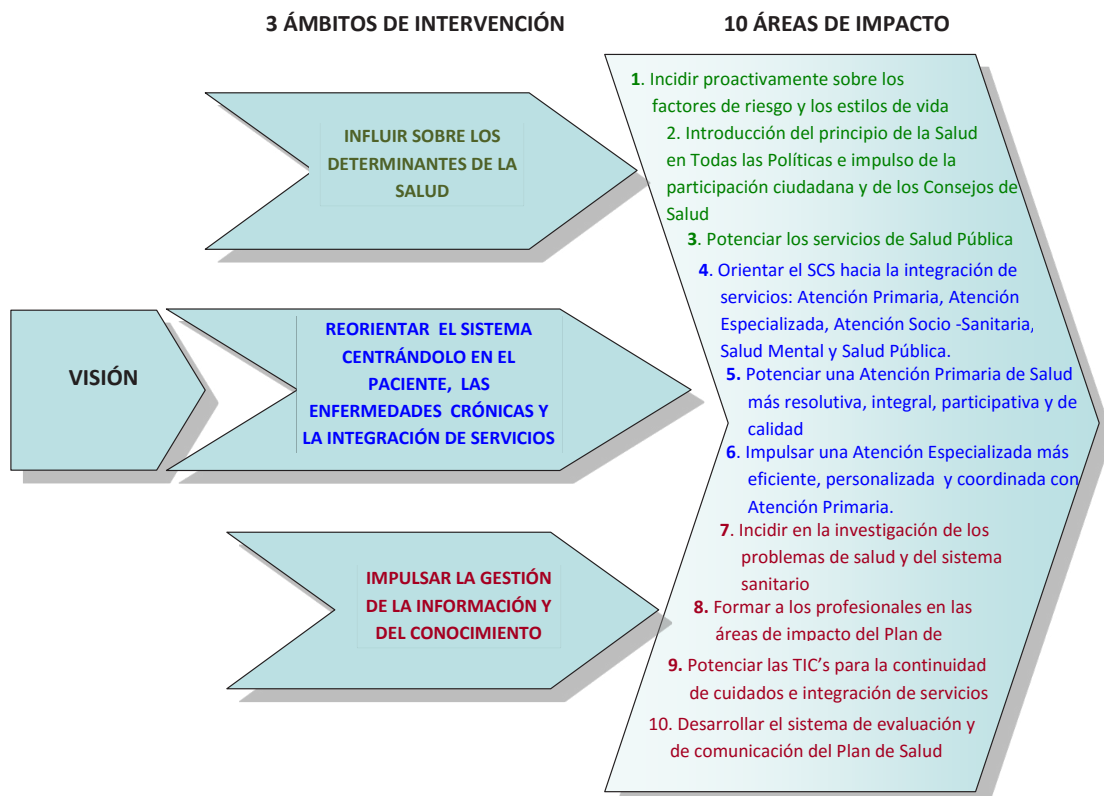 3 ÁMBITOS DE INTERVENCIÓN
10 ÁREAS DE IMPACTO
INFLUIR SOBRE LOS
DETERMINANTES DE LA
SALUD
VISIÓN
REORIENTAR EL SISTEMA
CENTRÁNDOLO EN EL
PACIENTE, LAS
ENFERMEDADES CRÓNICAS Y
LA INTEGRACIÓN DE SERVICIOS
IMPULSAR LA GESTIÓN
DE LA INFORMACIÓN Y
DEL CONOCIMIENTO
1. Incidir proactivamente sobre los
factores de riesgo y los estilos de vida
2. Introducción del principio de la Salud
en Todas las Políticas e impulso de la
participación ciudadana y de los Consejos de
Salud
3. Potenciar los servicios de Salud Pública
4. Orientar el SCS hacia la integración de
servicios: Atención Primaria, Atención
Especializada, Atención Socio -Sanitaria,
Salud Mental y Salud Pública.
5. Potenciar una Atención Primaria de Salud
más resolutiva, integral, participativa y de
calidad
6. Impulsar una Atención Especializada más
eficiente, personalizada y coordinada con
Atención Primaria.
7. Incidir en la investigación de los
problemas de salud y del sistema
sanitario
8. Formar a los profesionales en las
áreas de impacto del Plan de
9. Potenciar las TIC’s para la continuidad
de cuidados e integración de servicios
10. Desarrollar el sistema de evaluación y
de comunicación del Plan de Salud